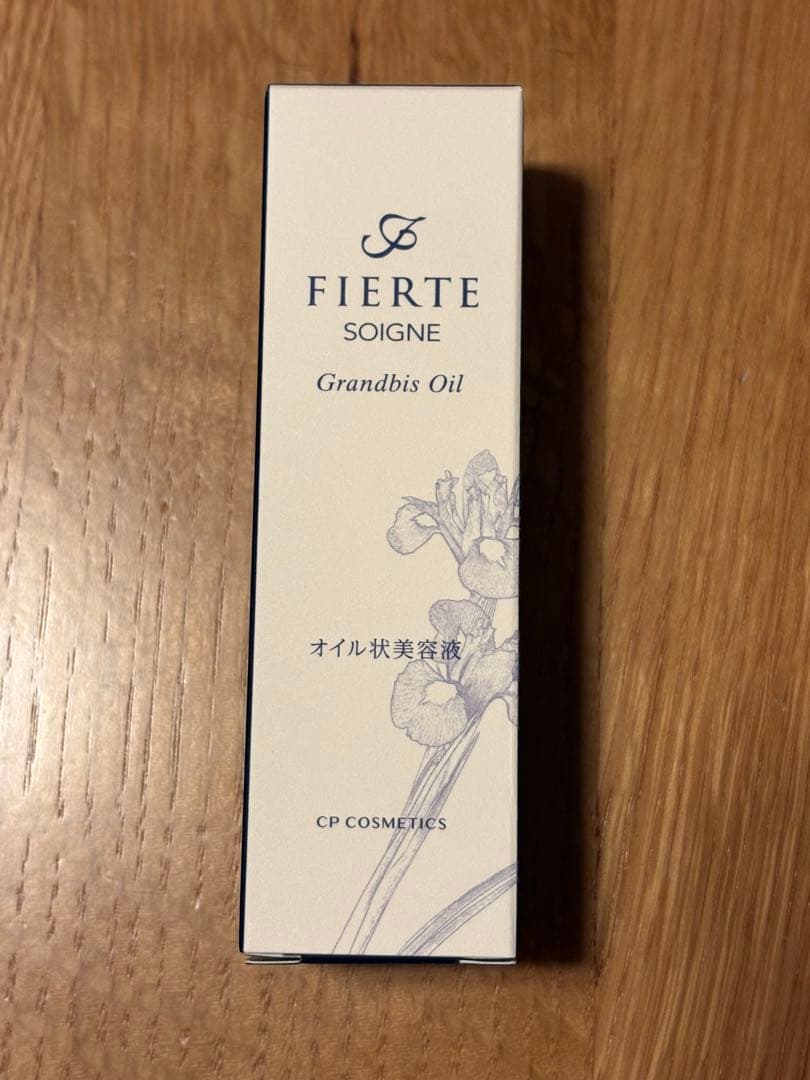 FIERTE
SOIGNE
Grandbis Oil
オイル状美容液
CP COSMETICS